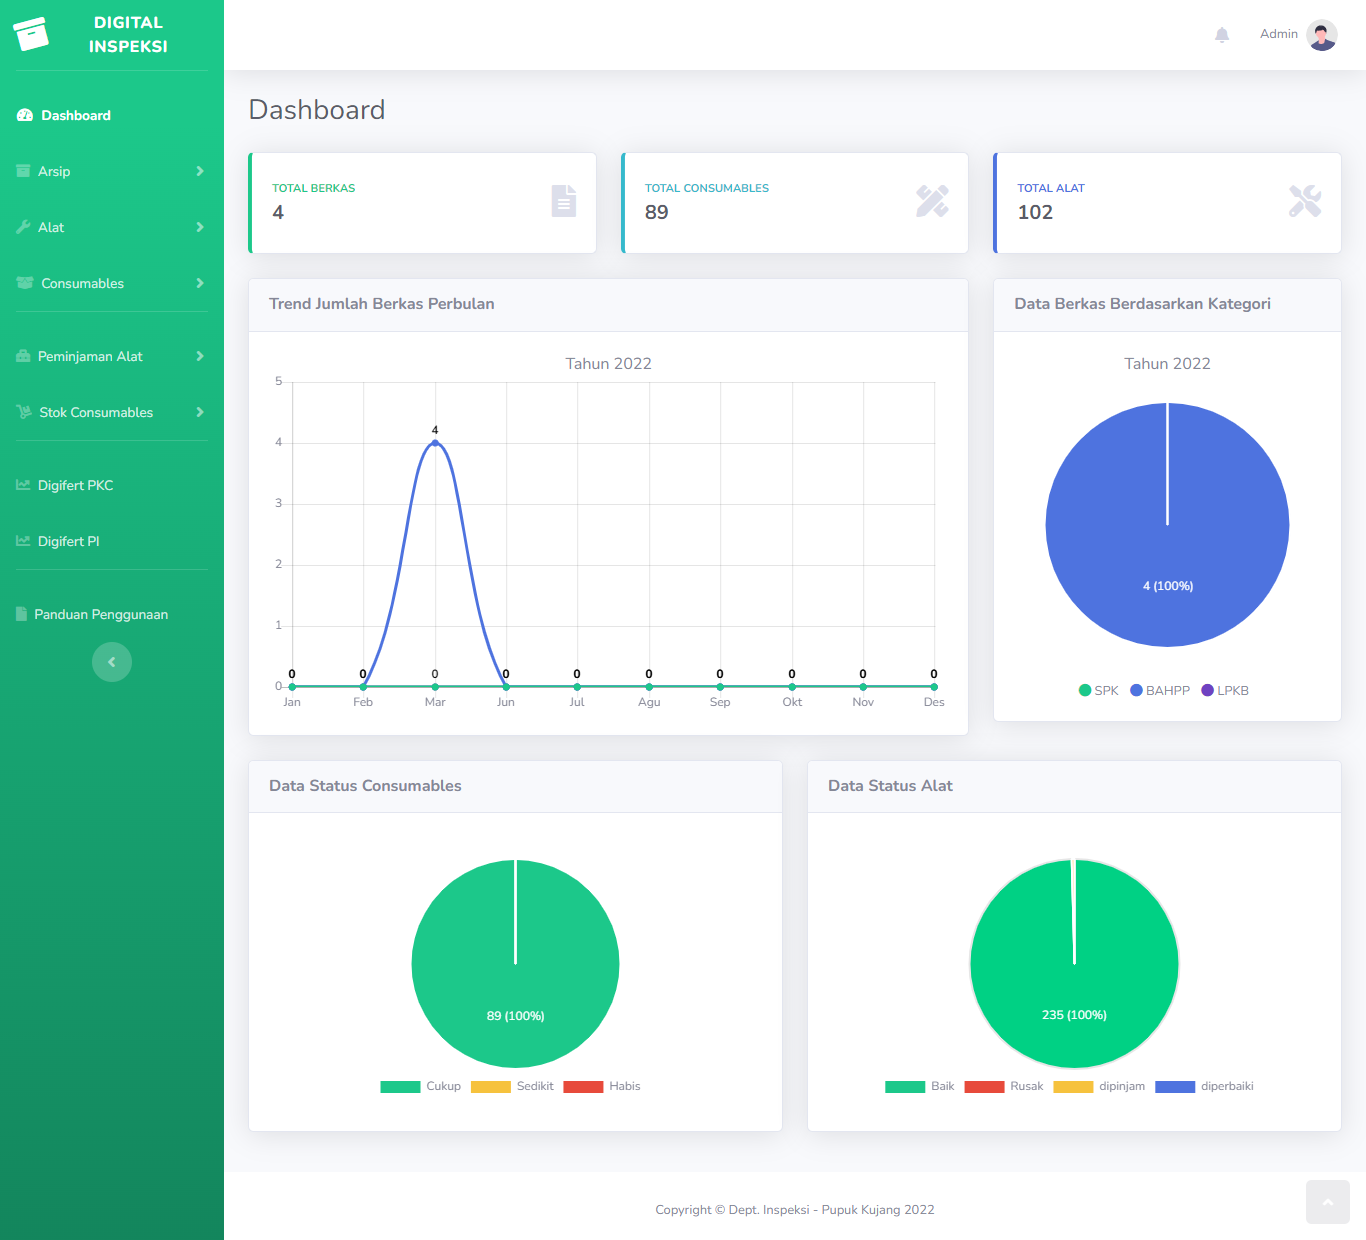 DIGITAL
INSPEKSI
Admin
Dashboard
Arsip
Alat
Consumables
Peminjaman Alat
Stok Consumables
Digifert PKC
Digifert PI
Panduan Penggunaan
Dashboard
TOTAL BERKAS
4
TOTAL CONSUMABLES
89
TOTAL ALAT
102
Trend Jumlah Berkas Perbulan
Tahun 2022
5
4
3
2
1
0
4
0 0 0 0 0 0 0 0 0 0
Jan Feb Mar Jun Jul Agu Sep Okt Nov Des
Data Berkas Berdasarkan Kategori
Tahun 2022
4 (100%)
SPK BAHPP LPKB
Data Status Consumables
89 (100%)
Cukup Sedikit Habis
Data Status Alat
235 (100%)
Baik Rusak dipinjam diperbaiki
Copyright © Dept. Inspeksi - Pupuk Kujang 2022